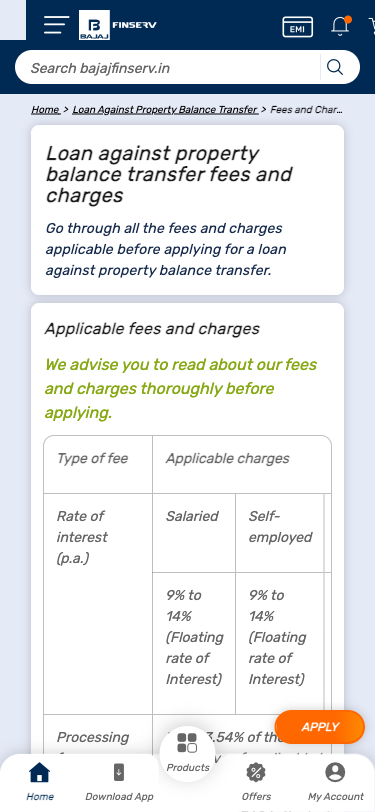 BAJAJ FINSERV
EMI
Search bajajfinserv.in
Home > Loan Against Property Balance Transfer > Fees and Char...
Loan against property
balance transfer fees and
charges
Go through all the fees and charges
applicable before applying for a loan
against property balance transfer.
Applicable fees and charges
We advise you to read about our fees
and charges thoroughly before
applying.
Type of fee Applicable charges
Rate of
interest
(p.a.)
Salaried
Self-
employed
9% to
14%
(Floating
rate of
Interest)
9% to
14%
(Floating
rate of
Interest)
APPLY
Processing
3.54% of th
Products
Home Download App Offers My Account